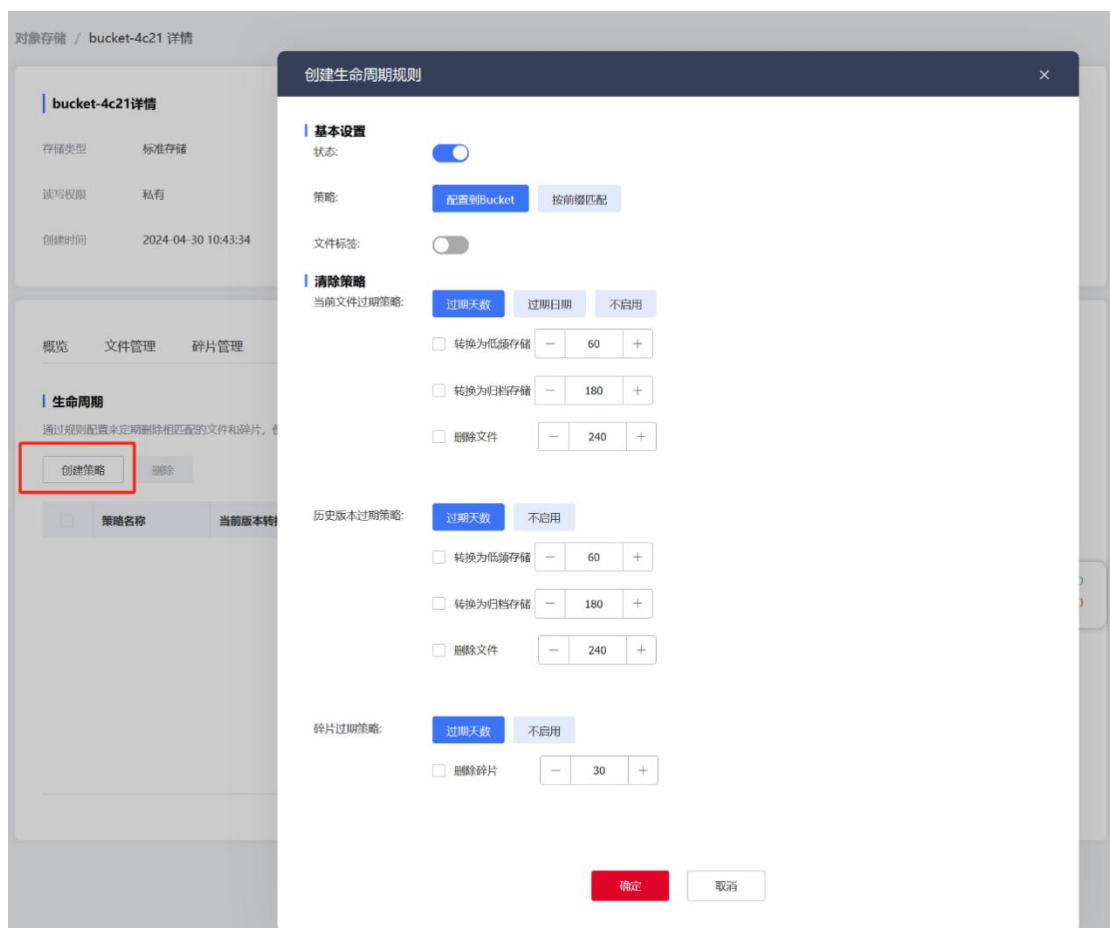 对象存储 / bucket-4c21 详情
bucket-4c21详情
存储类型 标准存储
读写权限 私有
创建时间 2024-04-30 10:43:34
概览 文件管理 碎片管理
生命周期
通过规则配置来定期删除相匹配的文件和碎片，
创建策略 删除
策略名称 当前版本转
创建生命周期规则
基本设置
状态:
策略: 配置到Bucket 按前缀匹配
文件标签:
清除策略
当前文件过期策略: 过期天数 过期日期 不启用
转换为低频存储 － 60 +
转换为归档存储 － 180 +
删除文件 － 240 +
历史版本过期策略: 过期天数 不启用
转换为低频存储 － 60 +
转换为归档存储 － 180 +
删除文件 － 240 +
碎片过期策略: 过期天数 不启用
删除碎片 － 30 +
确定 取消